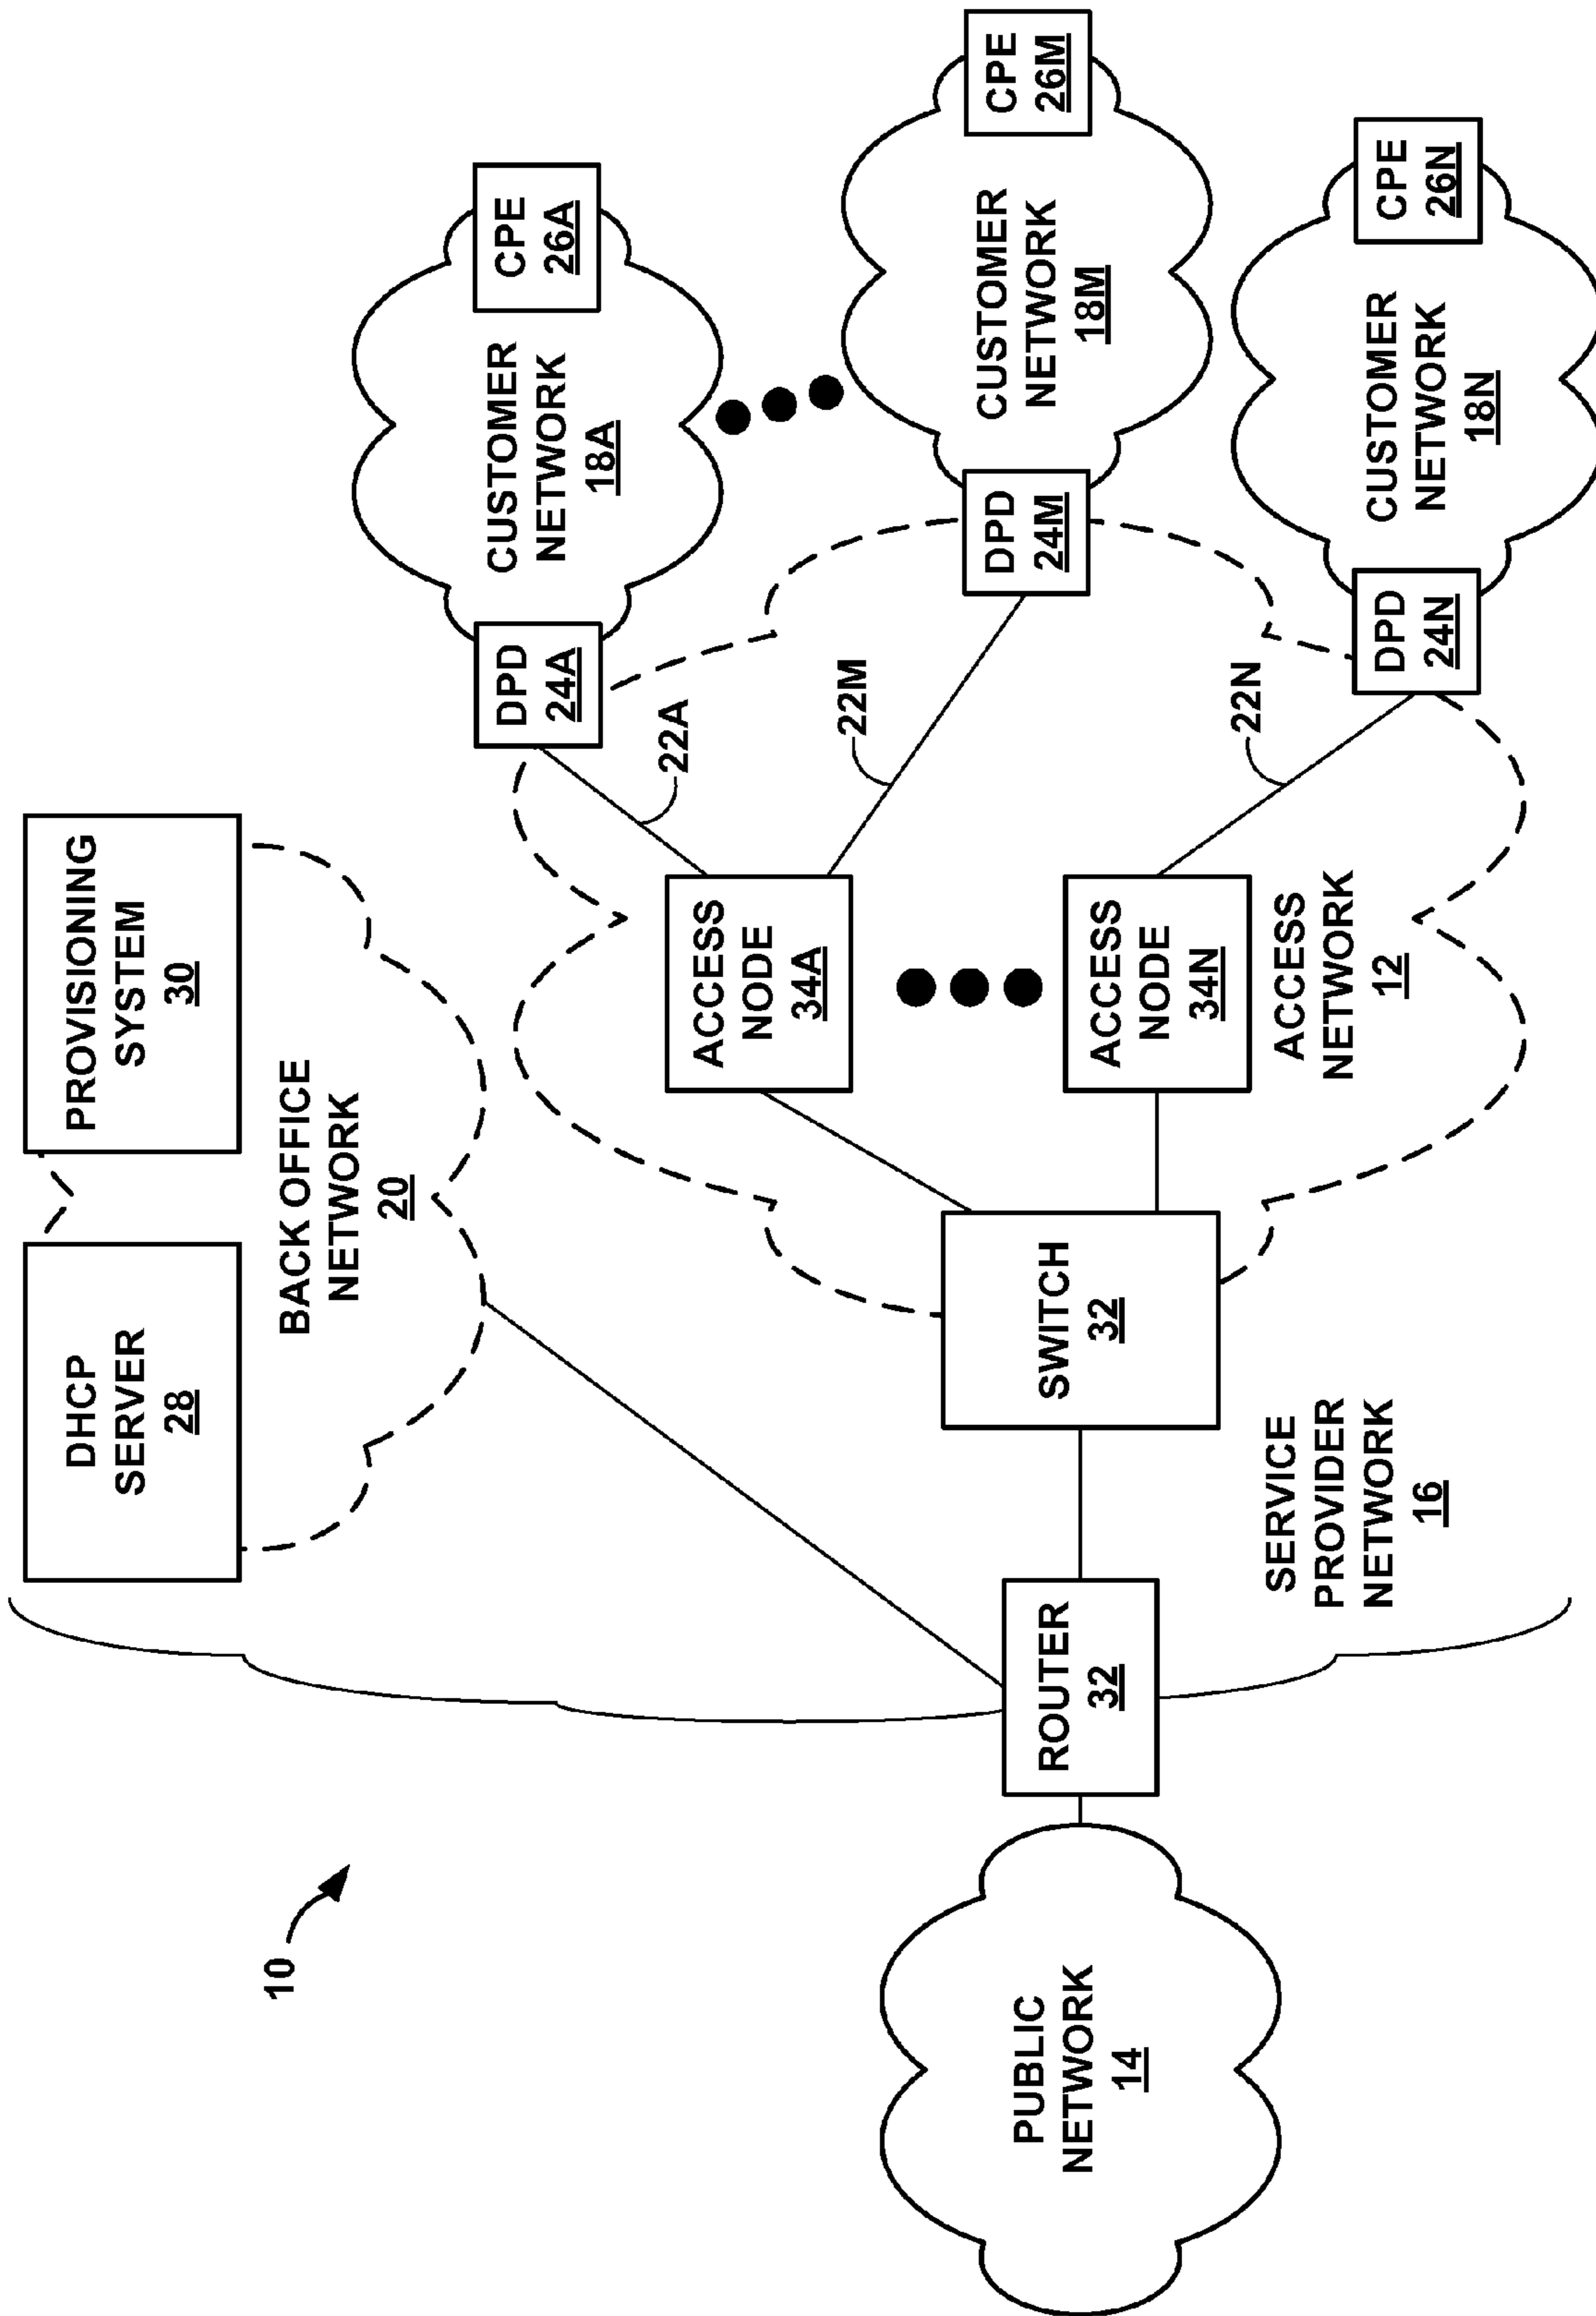 10
PUBLIC
NETWORK
14
ROUTER
32
SERVICE
PROVIDER
NETWORK
16
DHCP
SERVER
28
PROVISIONING
SYSTEM
30
BACK OFFICE
NETWORK
20
SWITCH
32
ACCESS
NODE
34A
ACCESS
NODE
34N
ACCESS
NETWORK
12
22A
22M
22N
DPD
24A
CUSTOMER
NETWORK
18A
CPE
26A
DPD
24M
CUSTOMER
NETWORK
18M
CPE
26M
DPD
24N
CUSTOMER
NETWORK
18N
CPE
26N